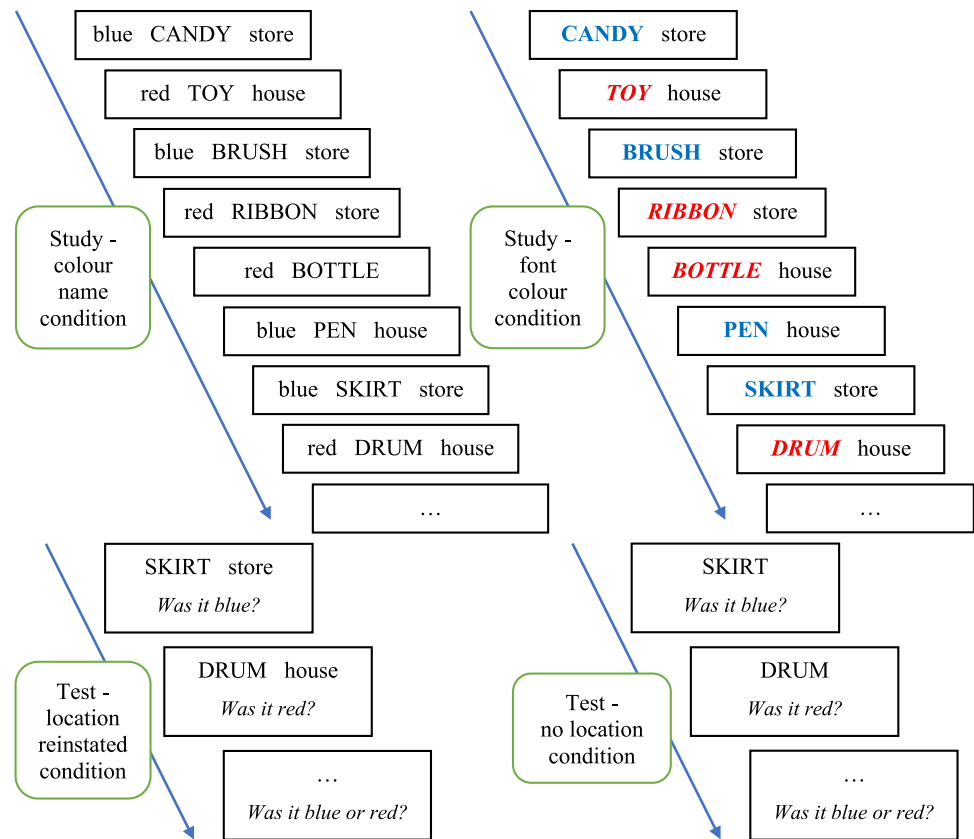 blue CANDY store
red TOY house
blue BRUSH store
red RIBBON store
red BOTTLE
blue PEN house
blue SKIRT store
red DRUM house
…
Study -
colour
name
condition
CANDY store
TOY house
BRUSH store
RIBBON store
BOTTLE house
PEN house
SKIRT store
DRUM house
…
Study -
font
colour
condition
SKIRT store
Was it blue?
DRUM house
Was it red?
…
Was it blue or red?
Test -
location
reinstated
condition
SKIRT
Was it blue?
DRUM
Was it red?
…
Was it blue or red?
Test -
no location
condition